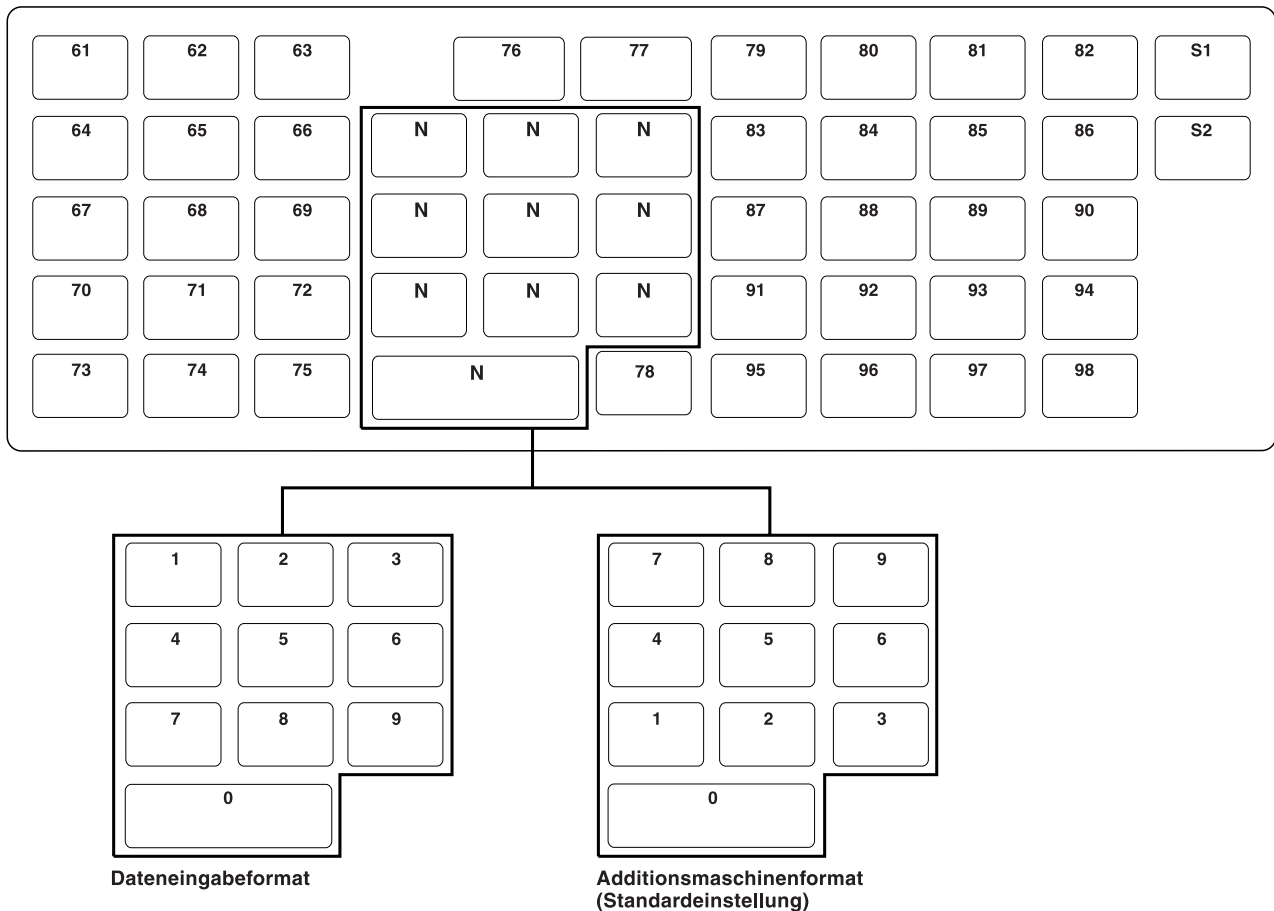 61 62 63 76 77 79 80 81 82 S1
64 65 66 N N N 83 84 85 86 S2
67 68 69 N N N 87 88 89 90
70 71 72 N N N 91 92 93 94
73 74 75 N 78 95 96 97 98
1 2 3
4 5 6
7 8 9
0
Dateneingabeformat
7 8 9
4 5 6
1 2 3
0
Additionsmaschinenformat
(Standardeinstellung)